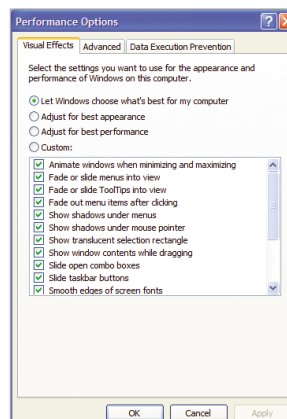 Performance Options
Visual Effects Advanced Data Execution Prevention
Select the settings you want to use for the appearance and
performance of Windows on this computer.
Let Windows choose what's best for my computer
Adjust for best appearance
Adjust for best performance
Custom:
Animate windows when minimizing and maximizing
Fade or slide menus into view
Fade or slide ToolTips into view
Fade out menu items after clicking
Show shadows under menus
Show shadows under mouse pointer
Show translucent selection rectangle
Show window contents while dragging
Slide open combo boxes
Slide taskbar buttons
Smooth edges of screen fonts
OK Cancel Apply